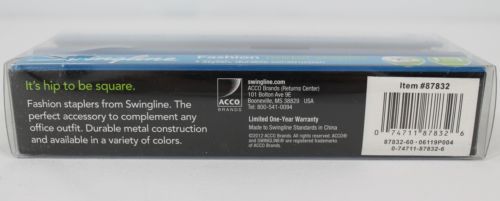 Swingline Fashion
It's hip to be square.
Fashion staplers from Swingline. The
perfect accessory to complement any
office outfit. Durable metal construction
and available in a variety of colors.
ACCO
BRANDS
swingline.com
ACCO Brands (Returns Center)
101 Bolton Ave 9E
Booneville, MS 38829 USA
Tel: 800-541-0094
Limited One-Year Warranty
Made to Swingline Standards in China
©2012 ACCO Brands. All rights reserved. ACCO®
and SWINGLINE® are registered trademarks
of ACCO Brands.
Item #87832
0 74711 87832 6
87832-60 - 06119P004
0-74711-87832-6